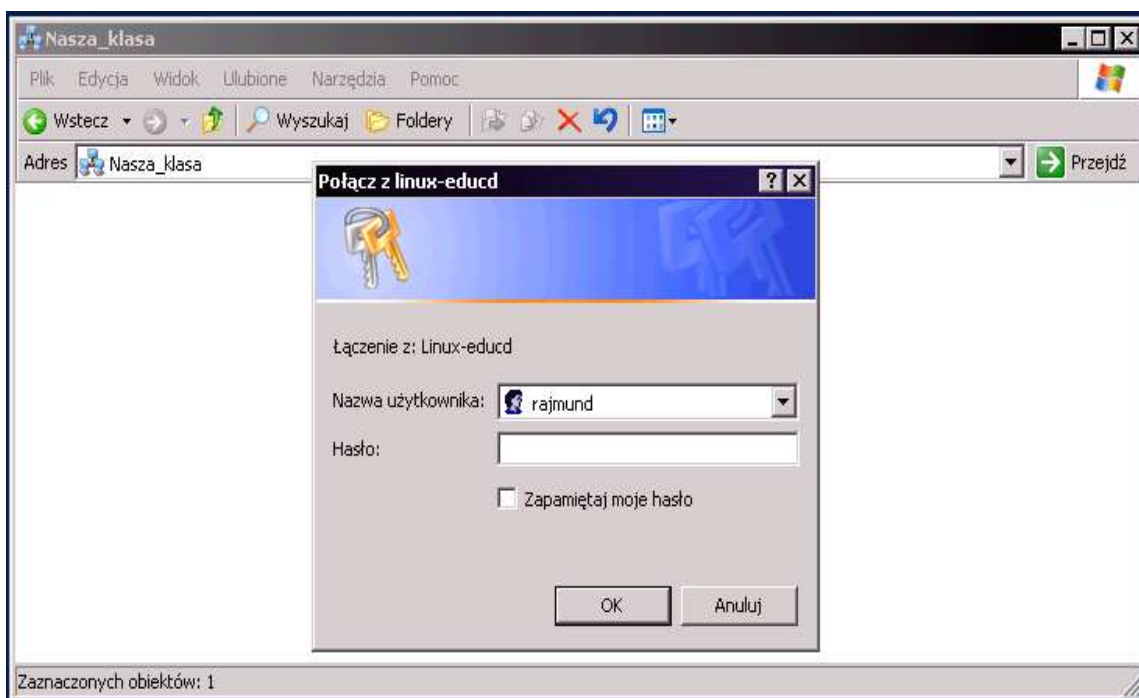 Nasza_klasa
Plik Edycja Widok Ulubione Narzędzia Pomoc
Wstecz Wyszukaj Foldery
Adres Nasza_klasa Przejdź
Połącz z linux-educd
Łączenie z: Linux-educd
Nazwa użytkownika: rajmund
Hasło:
Zapamiętaj moje hasło
OK Anuluj
Zaznaczonych obiektów: 1